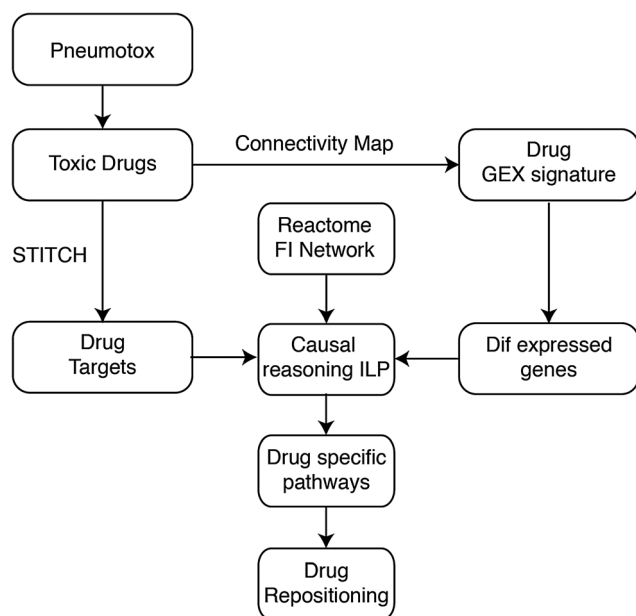 Pneumotox
Toxic Drugs
Connectivity Map
Drug
GEX signature
STITCH
Reactome
FI Network
Drug
Targets
Causal
reasoning ILP
Dif expressed
genes
Drug specific
pathways
Drug
Repositioning